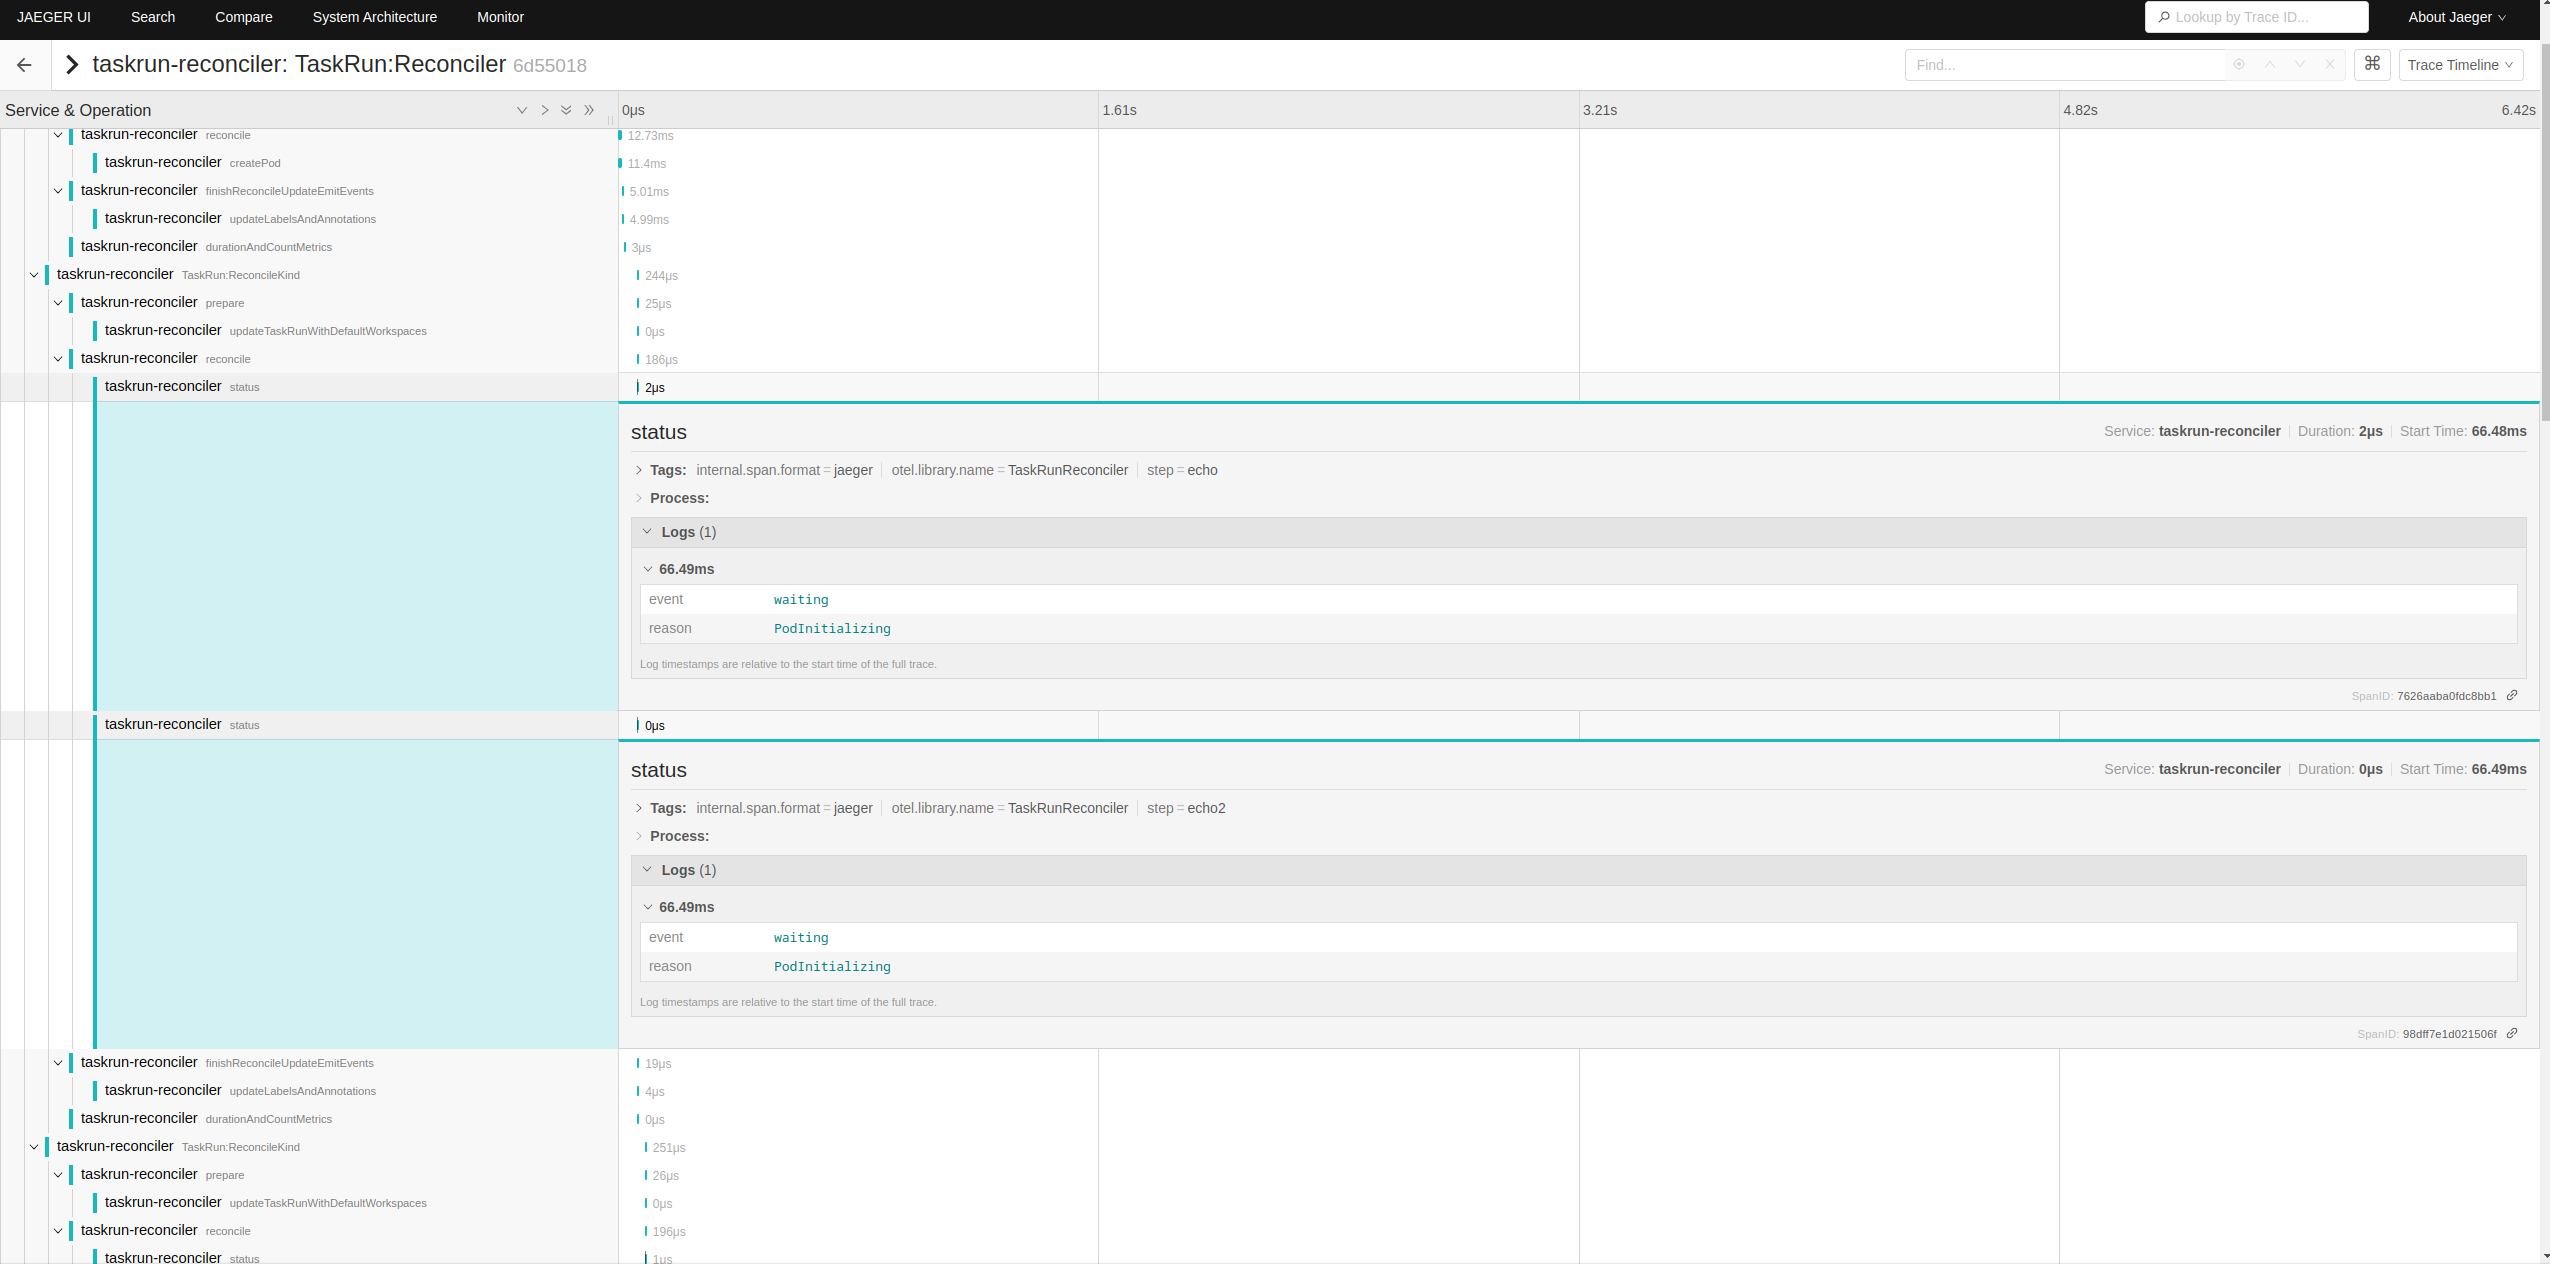 JAEGER UI Search Compare System Architecture Monitor Lookup by Trace ID... About Jaeger
taskrun-reconciler: TaskRun:Reconciler 6d55018 Find... ⌘ Trace Timeline
Service & Operation 0μs 1.61s 3.21s 4.82s 6.42s
taskrun-reconciler reconcile 12.73ms
taskrun-reconciler createPod 11.4ms
taskrun-reconciler finishReconcileUpdateEmitEvents 5.01ms
taskrun-reconciler updateLabelsAndAnnotations 4.99ms
taskrun-reconciler durationAndCountMetrics 3μs
taskrun-reconciler TaskRun:ReconcileKind 244μs
taskrun-reconciler prepare 25μs
taskrun-reconciler updateTaskRunWithDefaultWorkspaces 0μs
taskrun-reconciler reconcile 186μs
taskrun-reconciler status 2μs
status Service: taskrun-reconciler Duration: 2μs Start Time: 66.48ms
Tags: internal.span.format = jaeger otel.library.name = TaskRunReconciler step = echo
Process:
Logs (1)
66.49ms
event waiting
reason PodInitializing
Log timestamps are relative to the start time of the full trace.
SpanID: 7626aaba0fdc8bb1
taskrun-reconciler status 0μs
status Service: taskrun-reconciler Duration: 0μs Start Time: 66.49ms
Tags: internal.span.format = jaeger otel.library.name = TaskRunReconciler step = echo2
Process:
Logs (1)
66.49ms
event waiting
reason PodInitializing
Log timestamps are relative to the start time of the full trace.
SpanID: 98dff7e1d021506f
taskrun-reconciler finishReconcileUpdateEmitEvents 19μs
taskrun-reconciler updateLabelsAndAnnotations 4μs
taskrun-reconciler durationAndCountMetrics 0μs
taskrun-reconciler TaskRun:ReconcileKind 251μs
taskrun-reconciler prepare 26μs
taskrun-reconciler updateTaskRunWithDefaultWorkspaces 0μs
taskrun-reconciler reconcile 196μs
taskrun-reconciler status 1μs